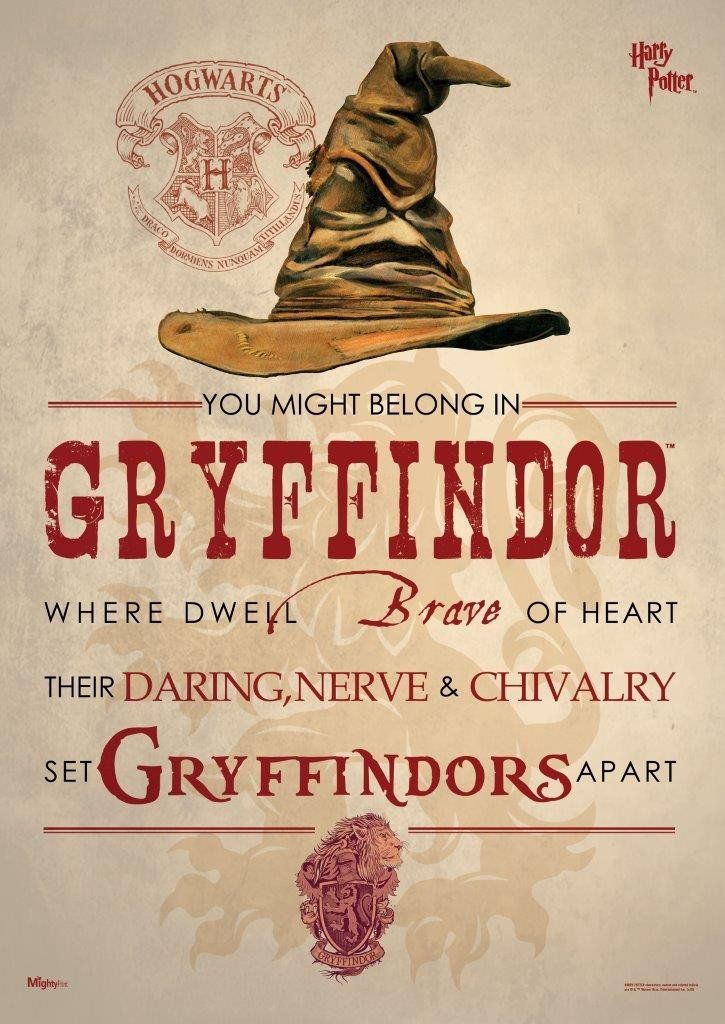 HOGWARTS
H
DRACO DORMIENS NUNQUAM TITILLANDUS
Harry
Potter
YOU MIGHT BELONG IN
GRYFFINDOR™
WHERE DWELL Brave OF HEART
THEIR DARING, NERVE & CHIVALRY
SET GRYFFINDORS APART
GRYFFINDOR
Mighty